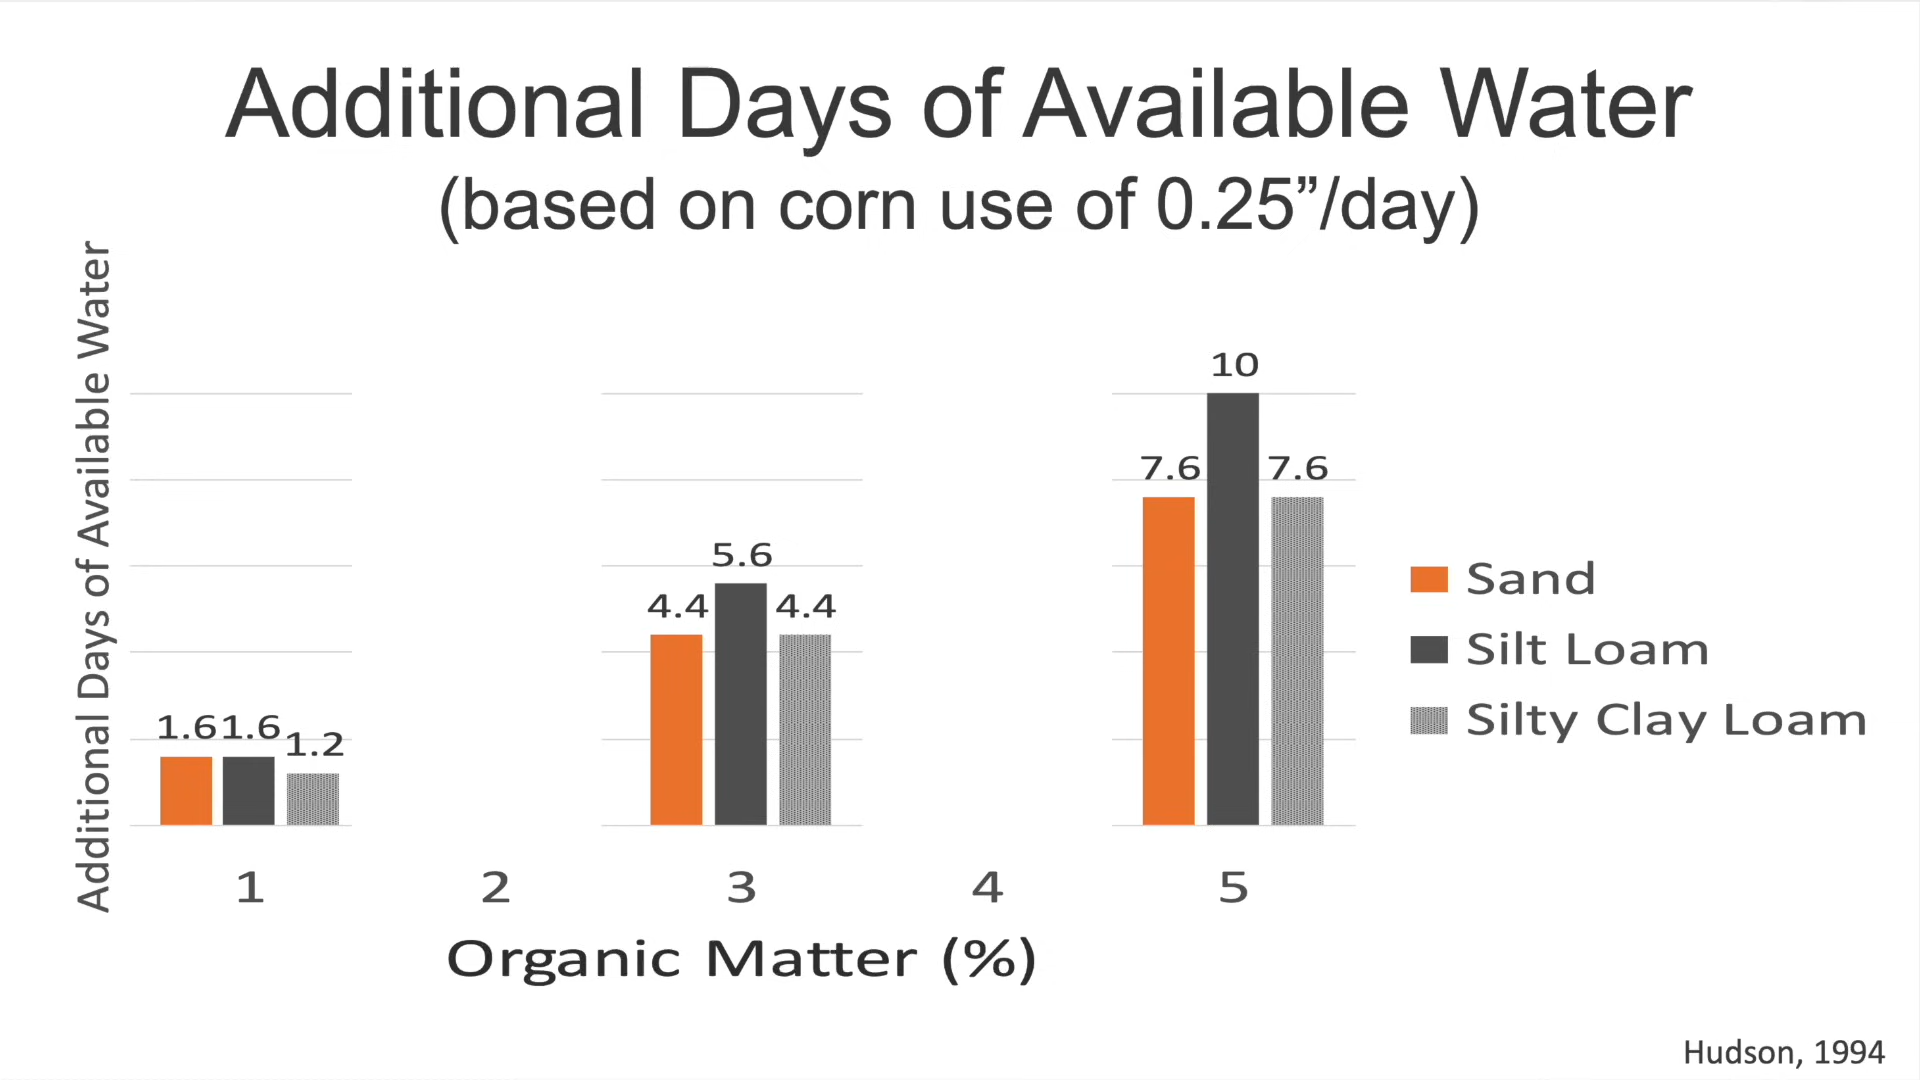 Additional Days of Available Water
(based on corn use of 0.25”/day)
Additional Days of Available Water
1.6 1.6 1.2
4.4 5.6 4.4
7.6 10 7.6
1 2 3 4 5
Organic Matter (%)
Sand
Silt Loam
Silty Clay Loam
Hudson, 1994